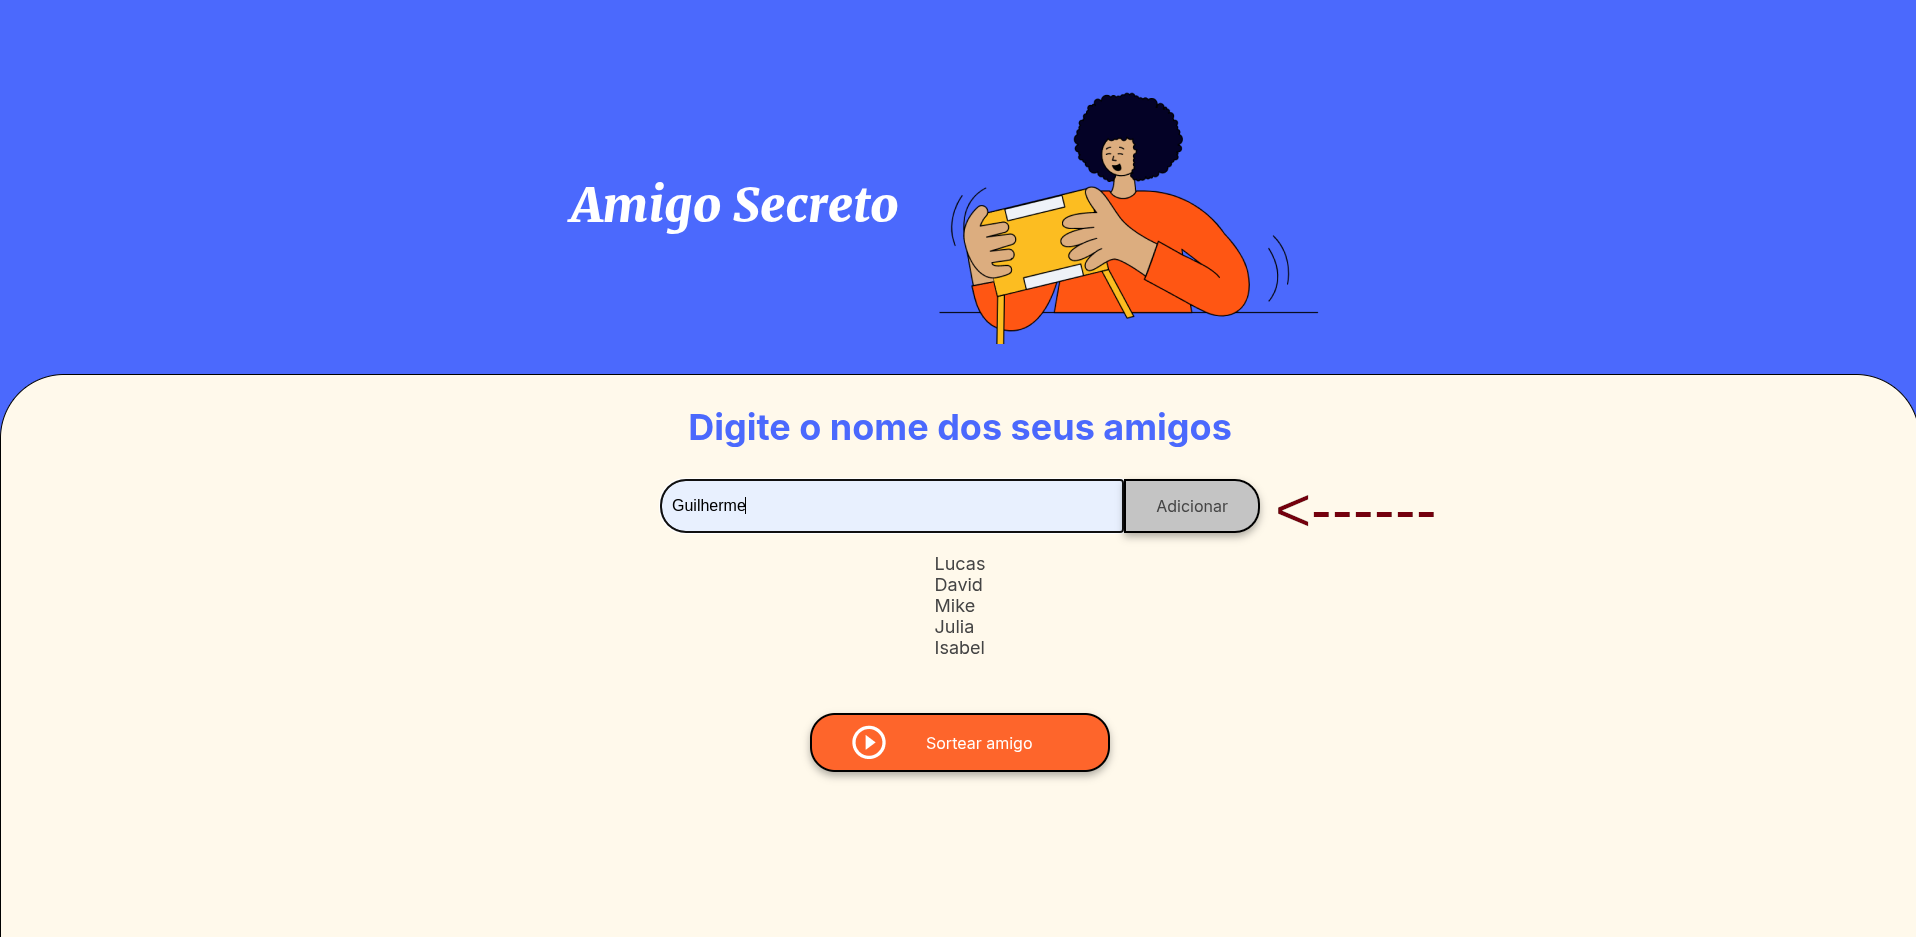 Amigo Secreto
Digite o nome dos seus amigos
Guilherme
Adicionar <------
Lucas
David
Mike
Julia
Isabel
Sortear amigo